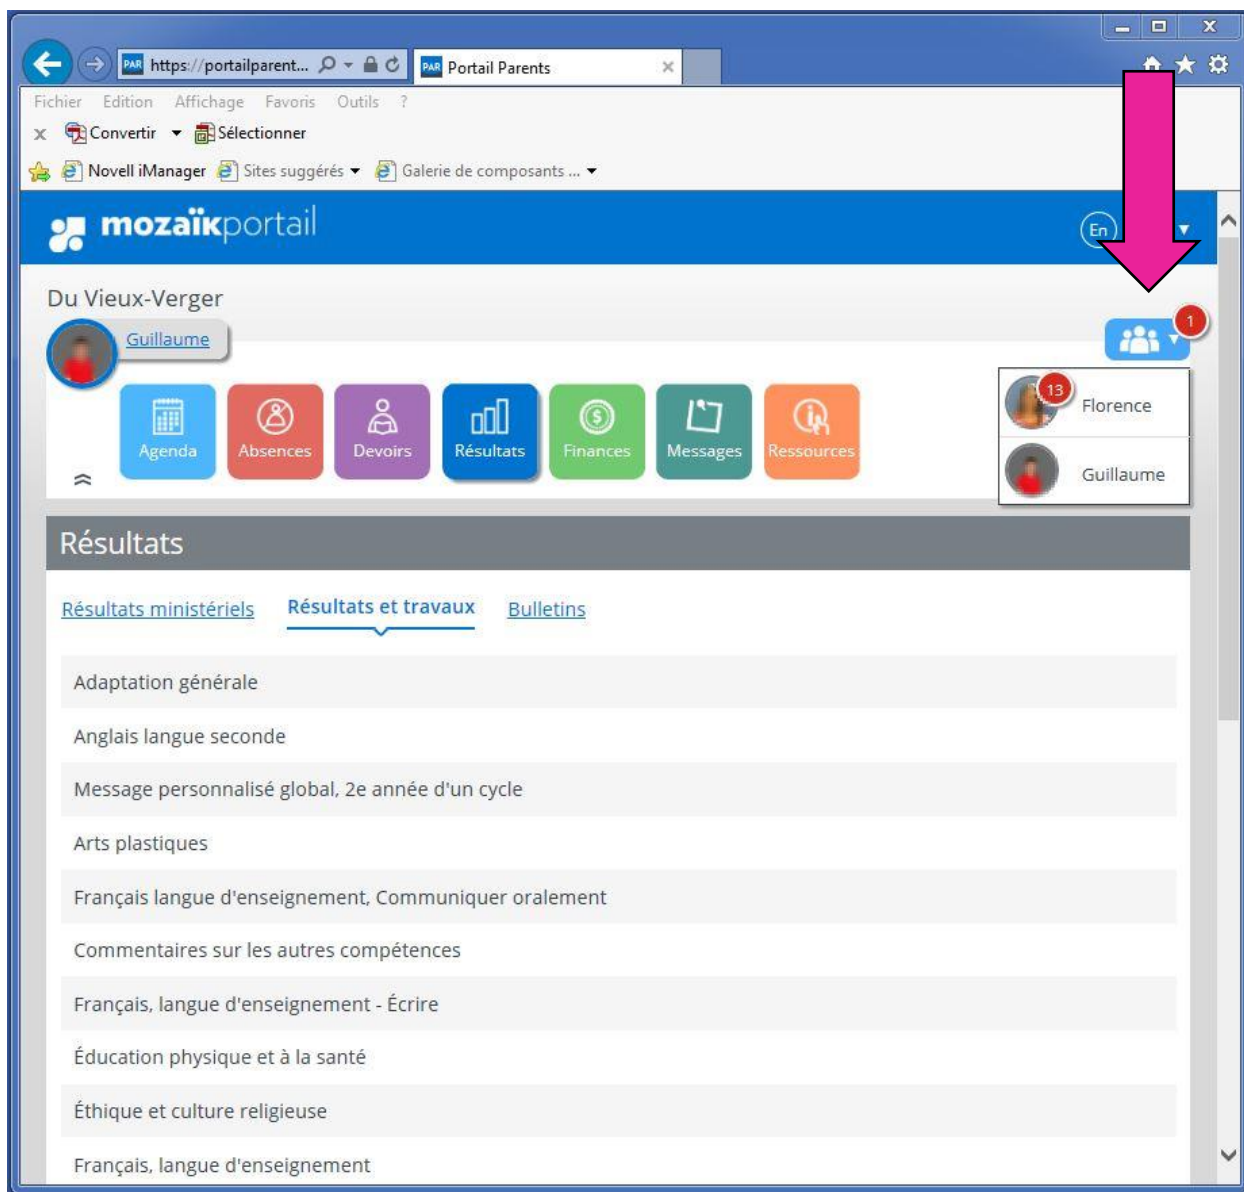 PAR https://portailparent...
PAR Portail Parents
Fichier Edition Affichage Favoris Outils ?
x Convertir Sélectionner
Novell iManager Sites suggérés Galerie de composants ...
mozaïkportail
En
Du Vieux-Verger
Guillaume
1
13
Florence
Guillaume
Agenda Absences Devoirs Résultats Finances Messages Ressources
Résultats
Résultats ministériels Résultats et travaux Bulletins
Adaptation générale
Anglais langue seconde
Message personnalisé global, 2e année d'un cycle
Arts plastiques
Français langue d'enseignement, Communiquer oralement
Commentaires sur les autres compétences
Français, langue d'enseignement - Écrire
Éducation physique et à la santé
Éthique et culture religieuse
Français, langue d'enseignement